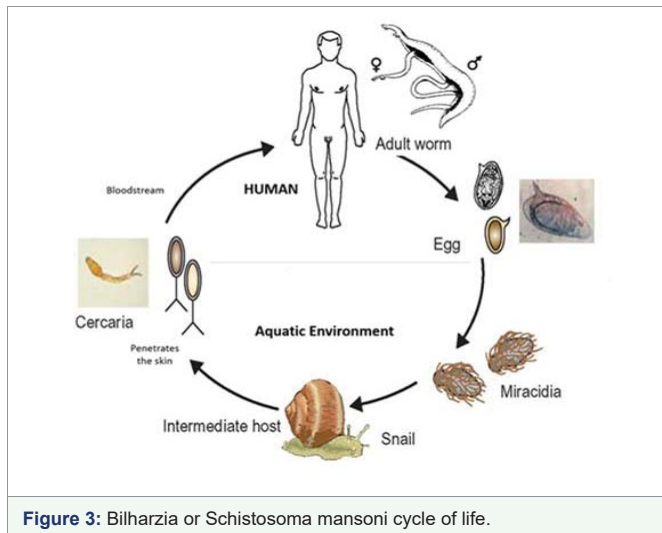 ♀
♂
Adult worm
Bloodstream
HUMAN
Egg
Cercaria
Aquatic Environment
Penetrates
the skin
Miracidia
Intermediate host
Snail
Figure 3: Bilharzia or Schistosoma mansoni cycle of life.